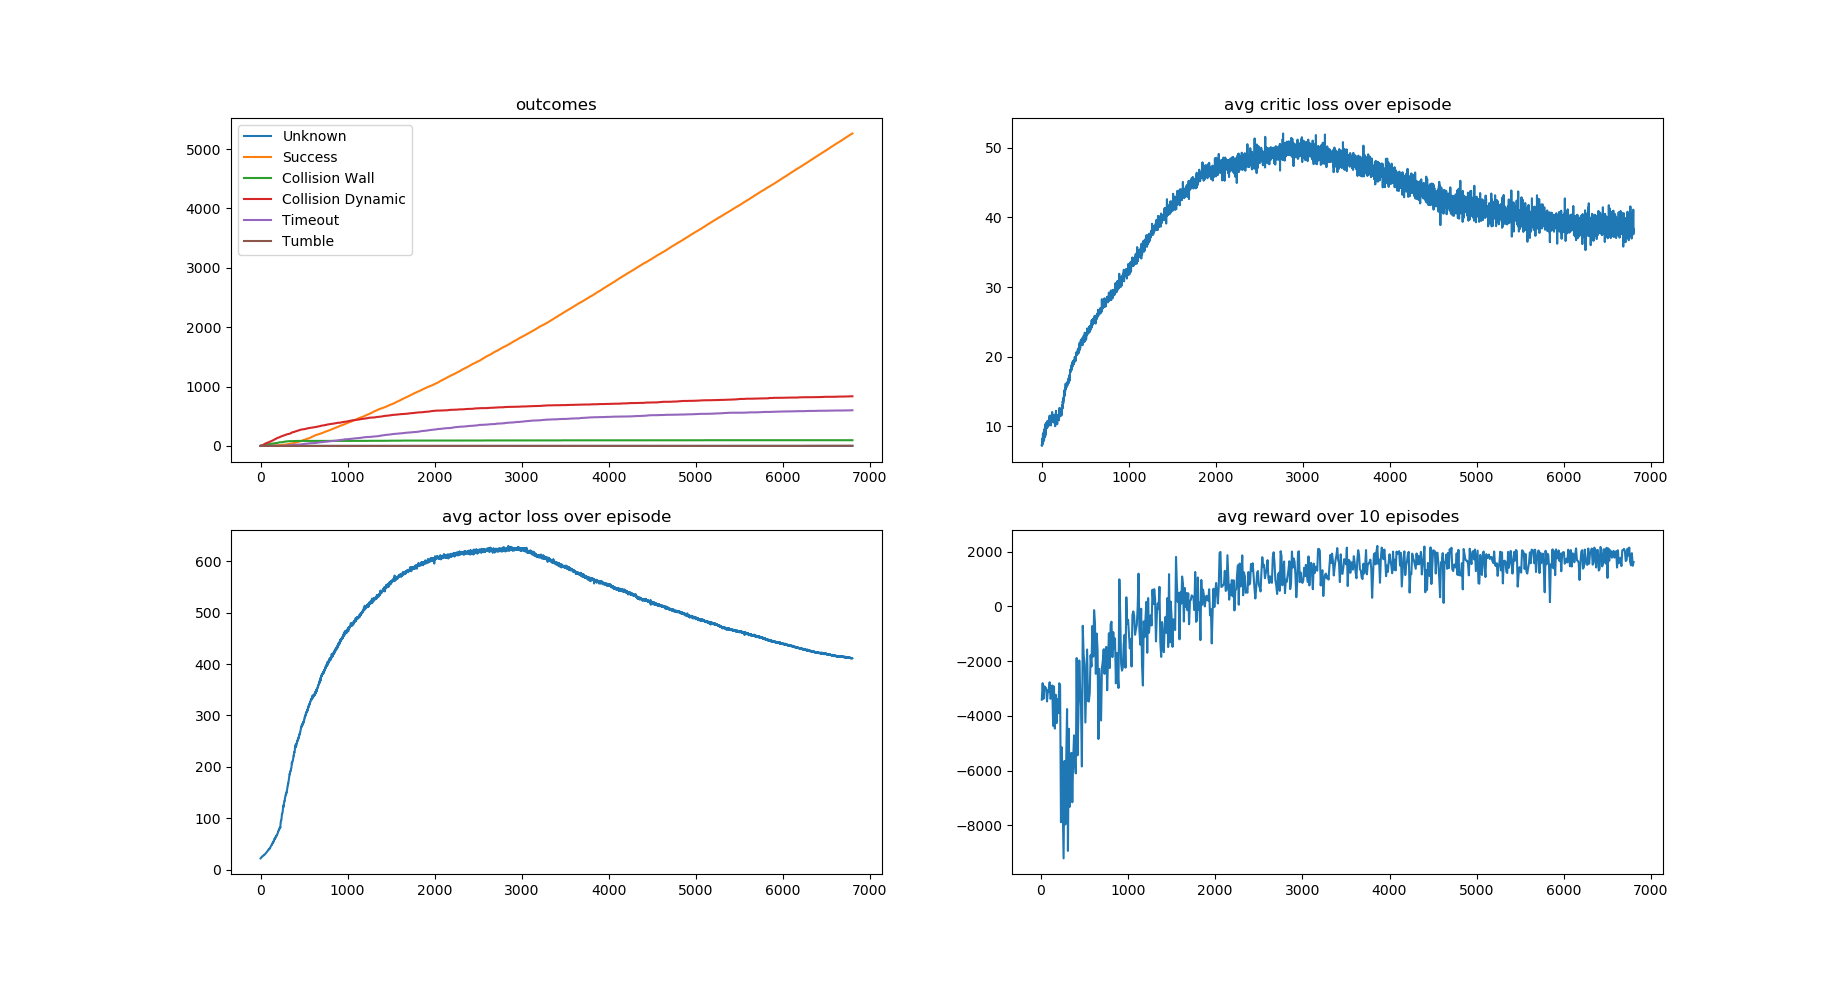 outcomes
5000
4000
3000
2000
1000
0
Unknown
Success
Collision Wall
Collision Dynamic
Timeout
Tumble
0 1000 2000 3000 4000 5000 6000 7000
avg critic loss over episode
50
40
30
20
10
0 1000 2000 3000 4000 5000 6000 7000
avg actor loss over episode
600
500
400
300
200
100
0
0 1000 2000 3000 4000 5000 6000 7000
avg reward over 10 episodes
2000
0
−2000
−4000
−6000
−8000
0 1000 2000 3000 4000 5000 6000 7000